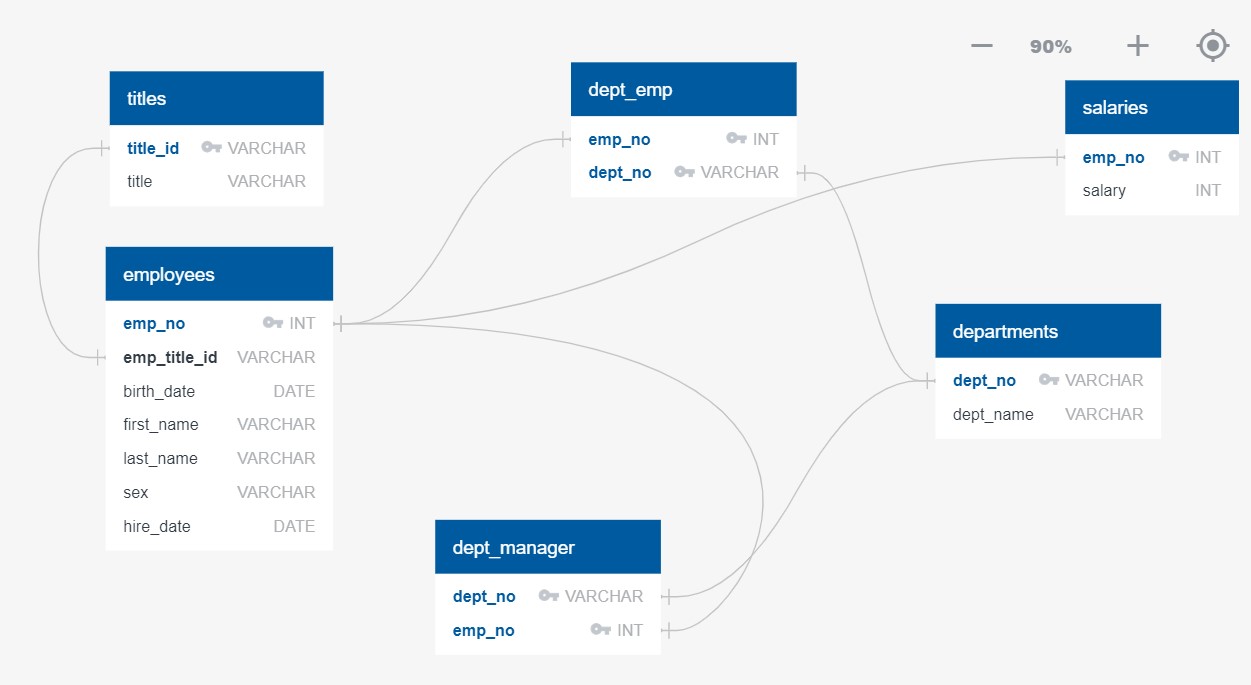 90%
titles
title_id VARCHAR
title VARCHAR
dept_emp
emp_no INT
dept_no VARCHAR
salaries
emp_no INT
salary INT
employees
emp_no INT
emp_title_id VARCHAR
birth_date DATE
first_name VARCHAR
last_name VARCHAR
sex VARCHAR
hire_date DATE
departments
dept_no VARCHAR
dept_name VARCHAR
dept_manager
dept_no VARCHAR
emp_no INT